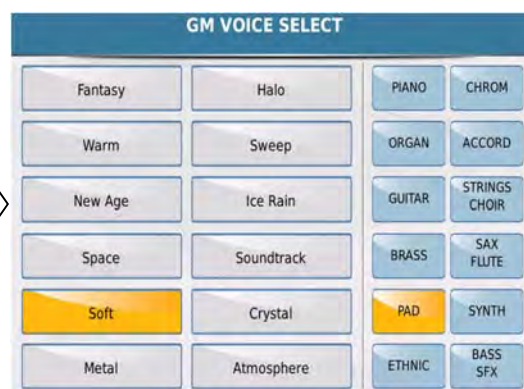 GM VOICE SELECT
Fantasy Halo PIANO CHROM
Warm Sweep ORGAN ACCORD
New Age Ice Rain GUITAR STRINGS
CHOIR
Space Soundtrack BRASS SAX
FLUTE
Soft Crystal PAD SYNTH
Metal Atmosphere ETHNIC BASS
SFX